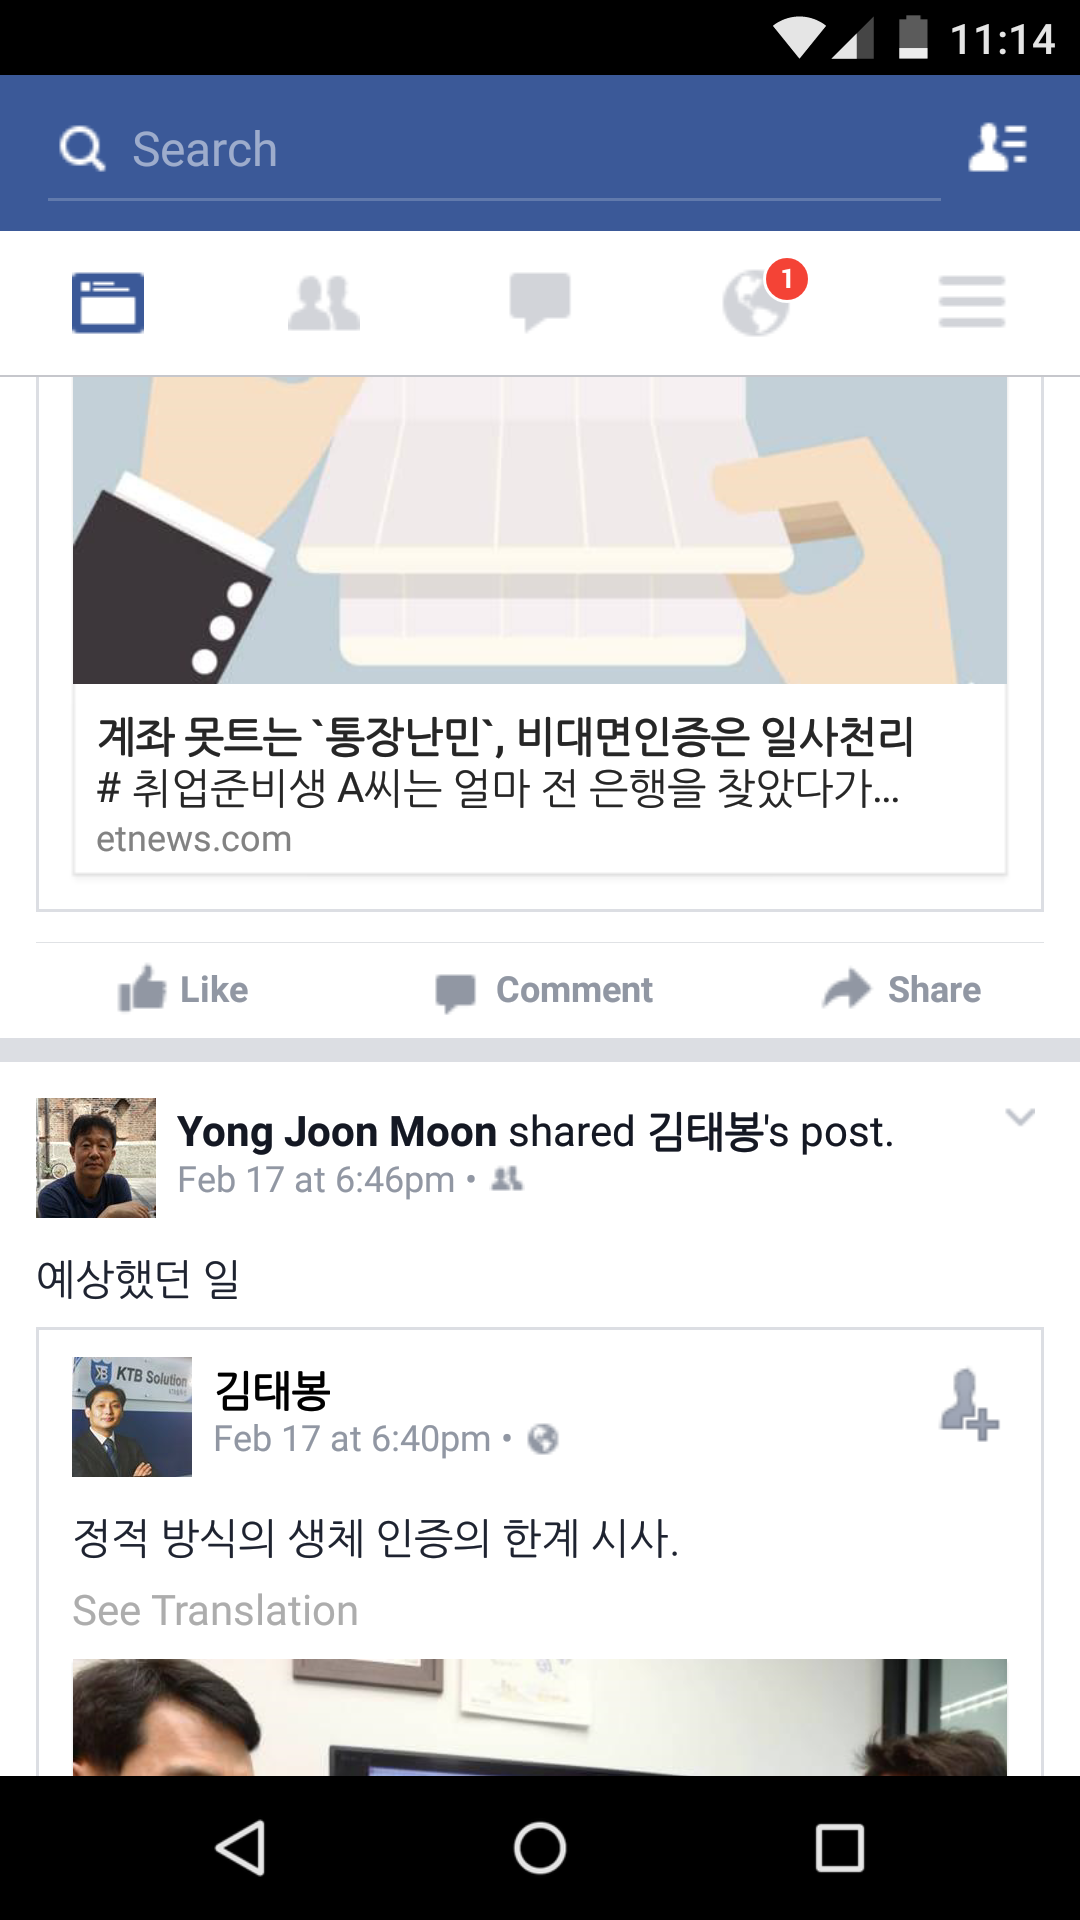 11:14
Search
1
계좌 못트는 `통장난민`, 비대면인증은 일사천리
# 취업준비생 A씨는 얼마 전 은행을 찾았다가...
etnews.com
Like
Comment
Share
Yong Joon Moon shared 김태봉's post.
Feb 17 at 6:46pm •
예상했던 일
KTB Solution
김태봉
Feb 17 at 6:40pm •
정적 방식의 생체 인증의 한계 시사.
See Translation